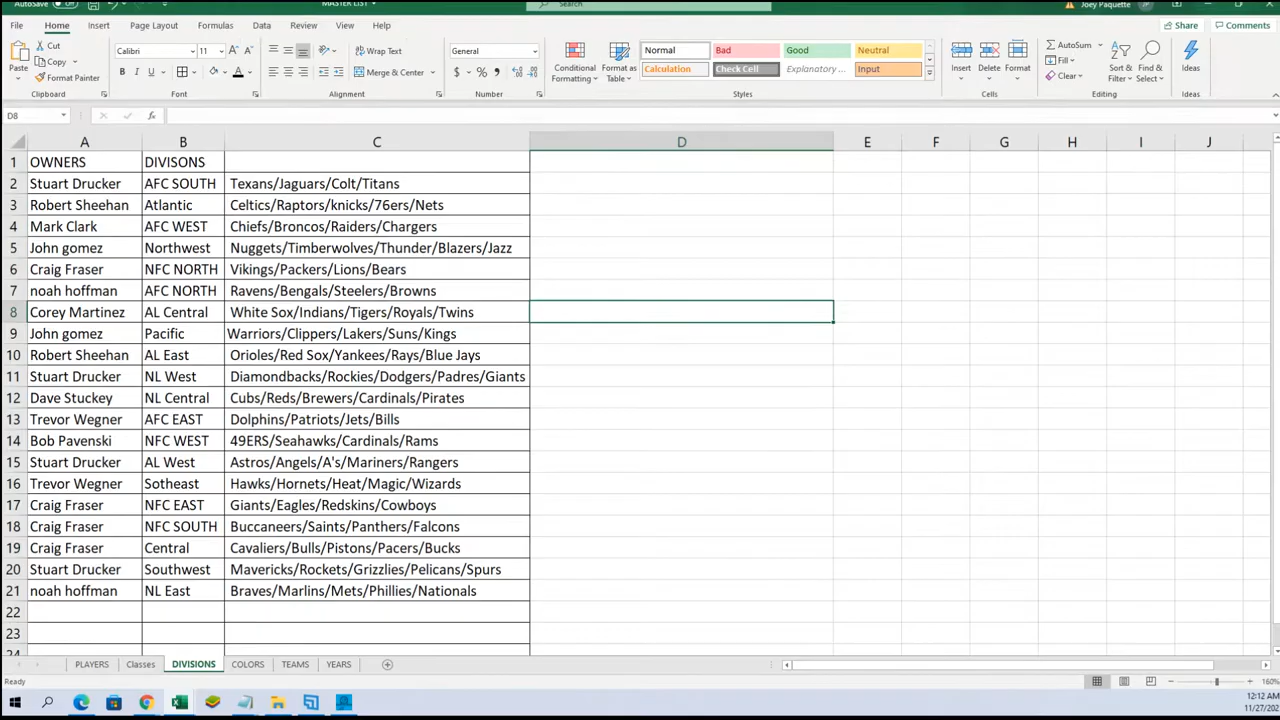 AutoSave
MASTER LIST
Search
Joey Paquette
File Home Insert Page Layout Formulas Data Review View Help
Share Comments
Paste Cut Copy Format Painter
Calibri 11
B I U
Wrap Text
Merge & Center
General
$ % 9
Conditional Formatting Format as Table
Normal Bad Good Neutral
Calculation Check Cell Explanatory ... Input
Insert Delete Format
AutoSum Fill Clear
Sort & Filter Find & Select Ideas
Clipboard Font Alignment Number Styles Cells Editing Ideas
D8 fx
A B C D E F G H I J
1 OWNERS DIVISONS
2 Stuart Drucker AFC SOUTH Texans/Jaguars/Colt/Titans
3 Robert Sheehan Atlantic Celtics/Raptors/knicks/76ers/Nets
4 Mark Clark AFC WEST Chiefs/Broncos/Raiders/Chargers
5 John gomez Northwest Nuggets/Timberwolves/Thunder/Blazers/Jazz
6 Craig Fraser NFC NORTH Vikings/Packers/Lions/Bears
7 noah hoffman AFC NORTH Ravens/Bengals/Steelers/Browns
8 Corey Martinez AL Central White Sox/Indians/Tigers/Royals/Twins
9 John gomez Pacific Warriors/Clippers/Lakers/Suns/Kings
10 Robert Sheehan AL East Orioles/Red Sox/Yankees/Rays/Blue Jays
11 Stuart Drucker NL West Diamondbacks/Rockies/Dodgers/Padres/Giants
12 Dave Stuckey NL Central Cubs/Reds/Brewers/Cardinals/Pirates
13 Trevor Wegner AFC EAST Dolphins/Patriots/Jets/Bills
14 Bob Pavenski NFC WEST 49ERS/Seahawks/Cardinals/Rams
15 Stuart Drucker AL West Astros/Angels/A's/Mariners/Rangers
16 Trevor Wegner Sotheast Hawks/Hornets/Heat/Magic/Wizards
17 Craig Fraser NFC EAST Giants/Eagles/Redskins/Cowboys
18 Craig Fraser NFC SOUTH Buccaneers/Saints/Panthers/Falcons
19 Craig Fraser Central Cavaliers/Bulls/Pistons/Pacers/Bucks
20 Stuart Drucker Southwest Mavericks/Rockets/Grizzlies/Pelicans/Spurs
21 noah hoffman NL East Braves/Marlins/Mets/Phillies/Nationals
22
23
24
PLAYERS Classes DIVISIONS COLORS TEAMS YEARS
Ready 160%
12:12 AM
11/27/202